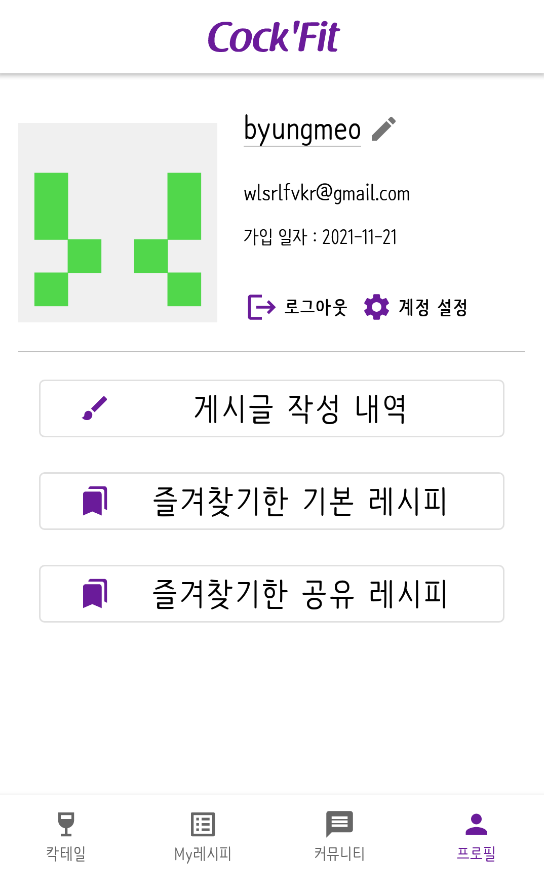 Cock'Fit
byungmeo
wlsrlfvkr@gmail.com
가입 일자 : 2021-11-21
로그아웃 계정 설정
게시글 작성 내역
즐겨찾기한 기본 레시피
즐겨찾기한 공유 레시피
칵테일 My레시피 커뮤니티 프로필